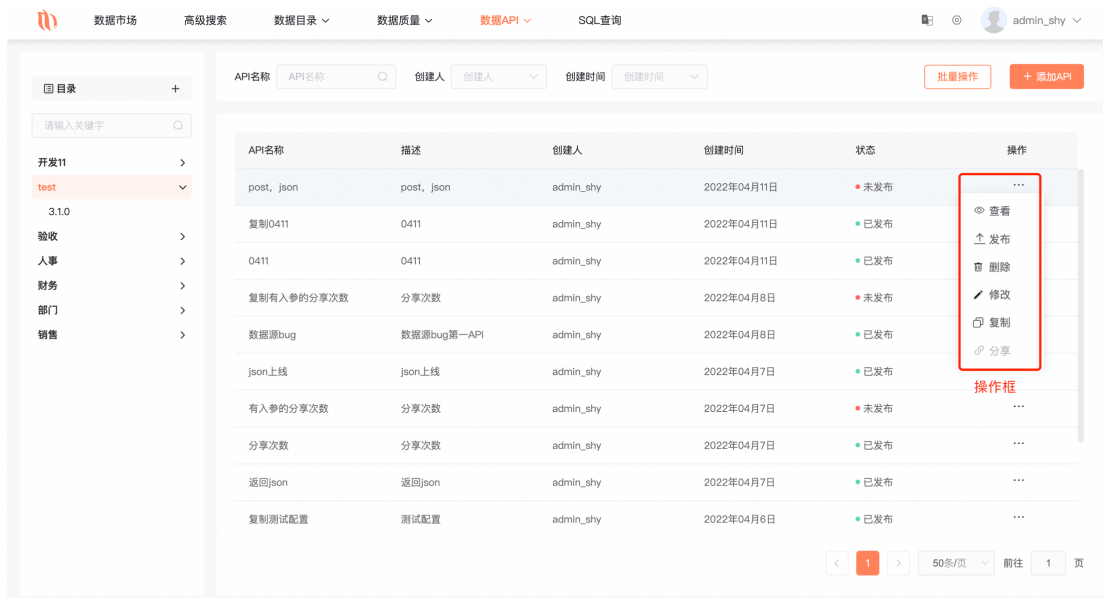 数据市场 高级搜索 数据目录 数据质量 数据API SQL查询 admin_shy
目录 +
请输入关键字
开发11
test
3.1.0
验收
人事
财务
部门
销售
API名称 API名称 创建人 创建人 创建时间 创建时间 批量操作 + 添加API
API名称 描述 创建人 创建时间 状态 操作
post，json post，json admin_shy 2022年04月11日 未发布 ...
复制0411 0411 admin_shy 2022年04月11日 已发布
0411 0411 admin_shy 2022年04月11日 已发布
复制有入参的分享次数 分享次数 admin_shy 2022年04月8日 未发布
数据源bug 数据源bug第一API admin_shy 2022年04月8日 已发布
json上线 json上线 admin_shy 2022年04月7日 已发布
有入参的分享次数 分享次数 admin_shy 2022年04月7日 未发布 ...
分享次数 分享次数 admin_shy 2022年04月7日 已发布 ...
返回json 返回json admin_shy 2022年04月7日 已发布 ...
复制测试配置 测试配置 admin_shy 2022年04月6日 已发布 ...
查看
发布
删除
修改
复制
分享
操作框
< 1 > 50条/页 前往 1 页